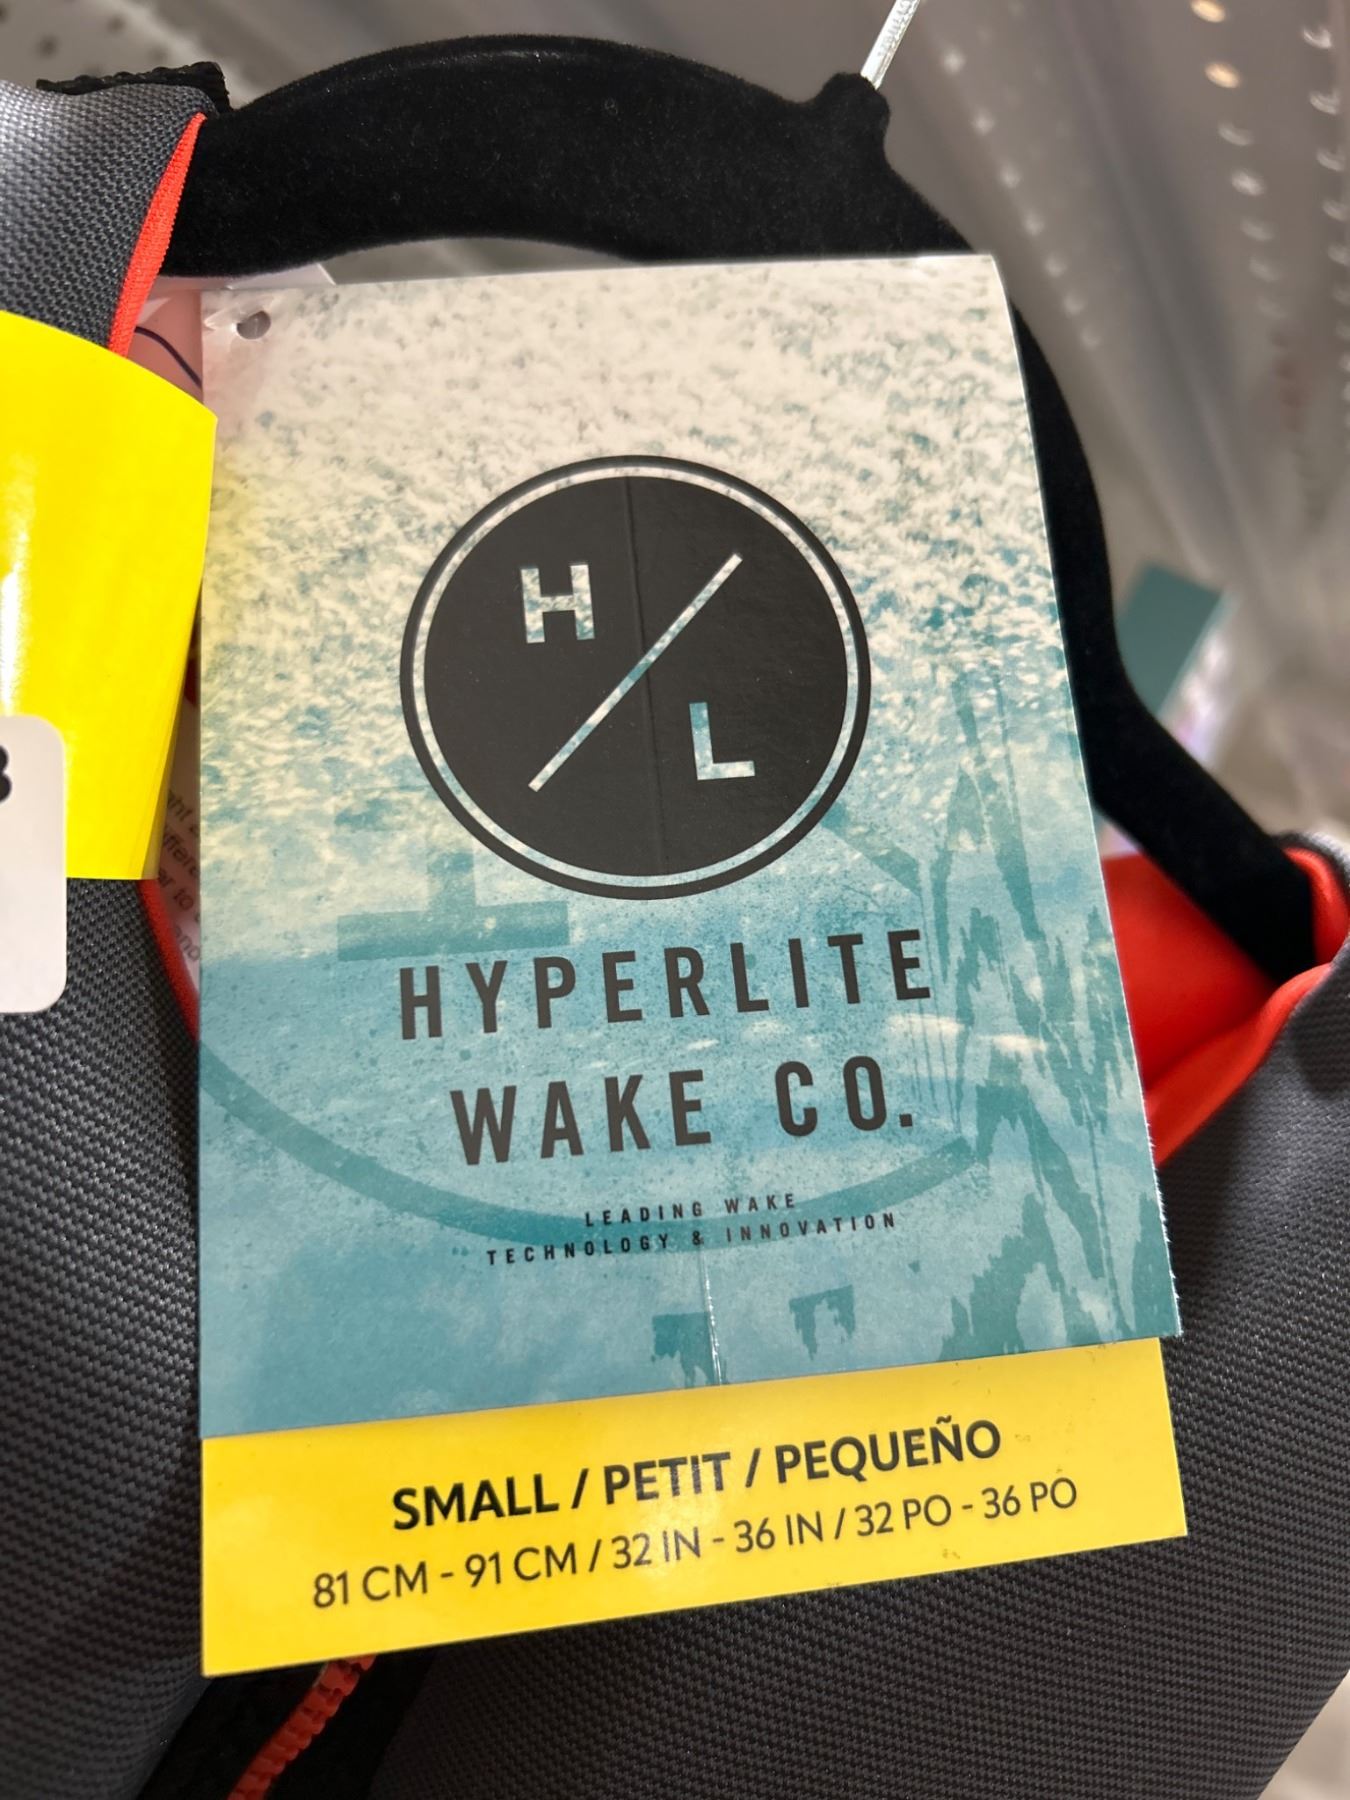 H
L
HYPERLITE
WAKE CO.
LEADING WAKE
TECHNOLOGY & INNOVATION
SMALL / PETIT / PEQUEÑO
81 CM - 91 CM / 32 IN - 36 IN / 32 PO - 36 PO